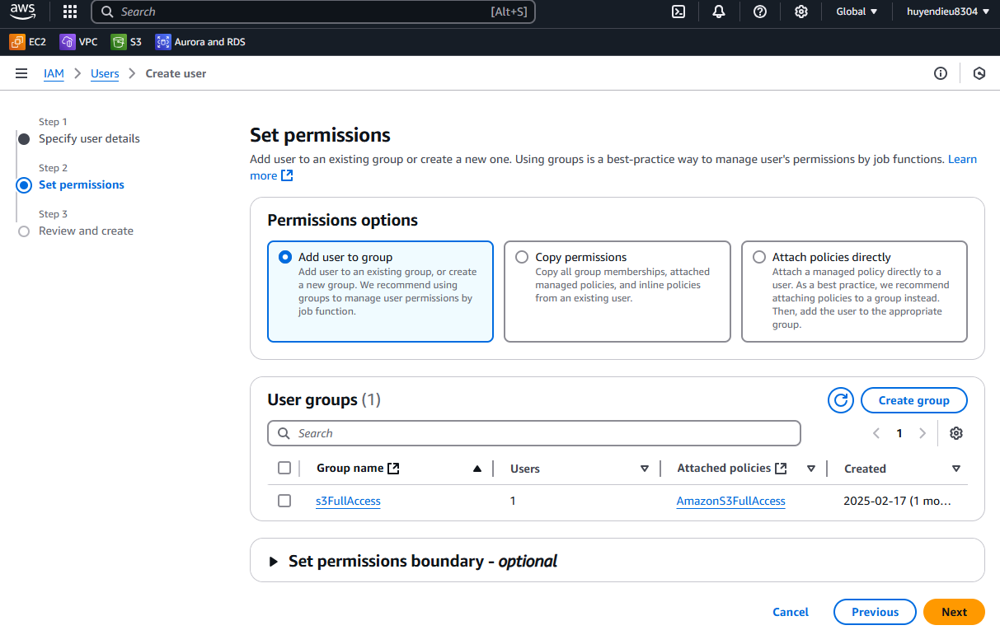 aws
Search [Alt+S] Global huyendieu8304
EC2 VPC S3 Aurora and RDS
IAM Users Create user
Step 1
Specify user details
Step 2
Set permissions
Step 3
Review and create
Set permissions
Add user to an existing group or create a new one. Using groups is a best-practice way to manage user's permissions by job functions. Learn
more
Permissions options
Add user to group
Add user to an existing group, or create
a new group. We recommend using
groups to manage user permissions by
job function.
Copy permissions
Copy all group memberships, attached
managed policies, and inline policies
from an existing user.
Attach policies directly
Attach a managed policy directly to a
user. As a best practice, we recommend
attaching policies to a group instead.
Then, add the user to the appropriate
group.
User groups (1)
Create group
Search
1
Group name Users Attached policies Created
s3FullAccess 1 AmazonS3FullAccess 2025-02-17 (1 mo…
Set permissions boundary - optional
Cancel Previous Next